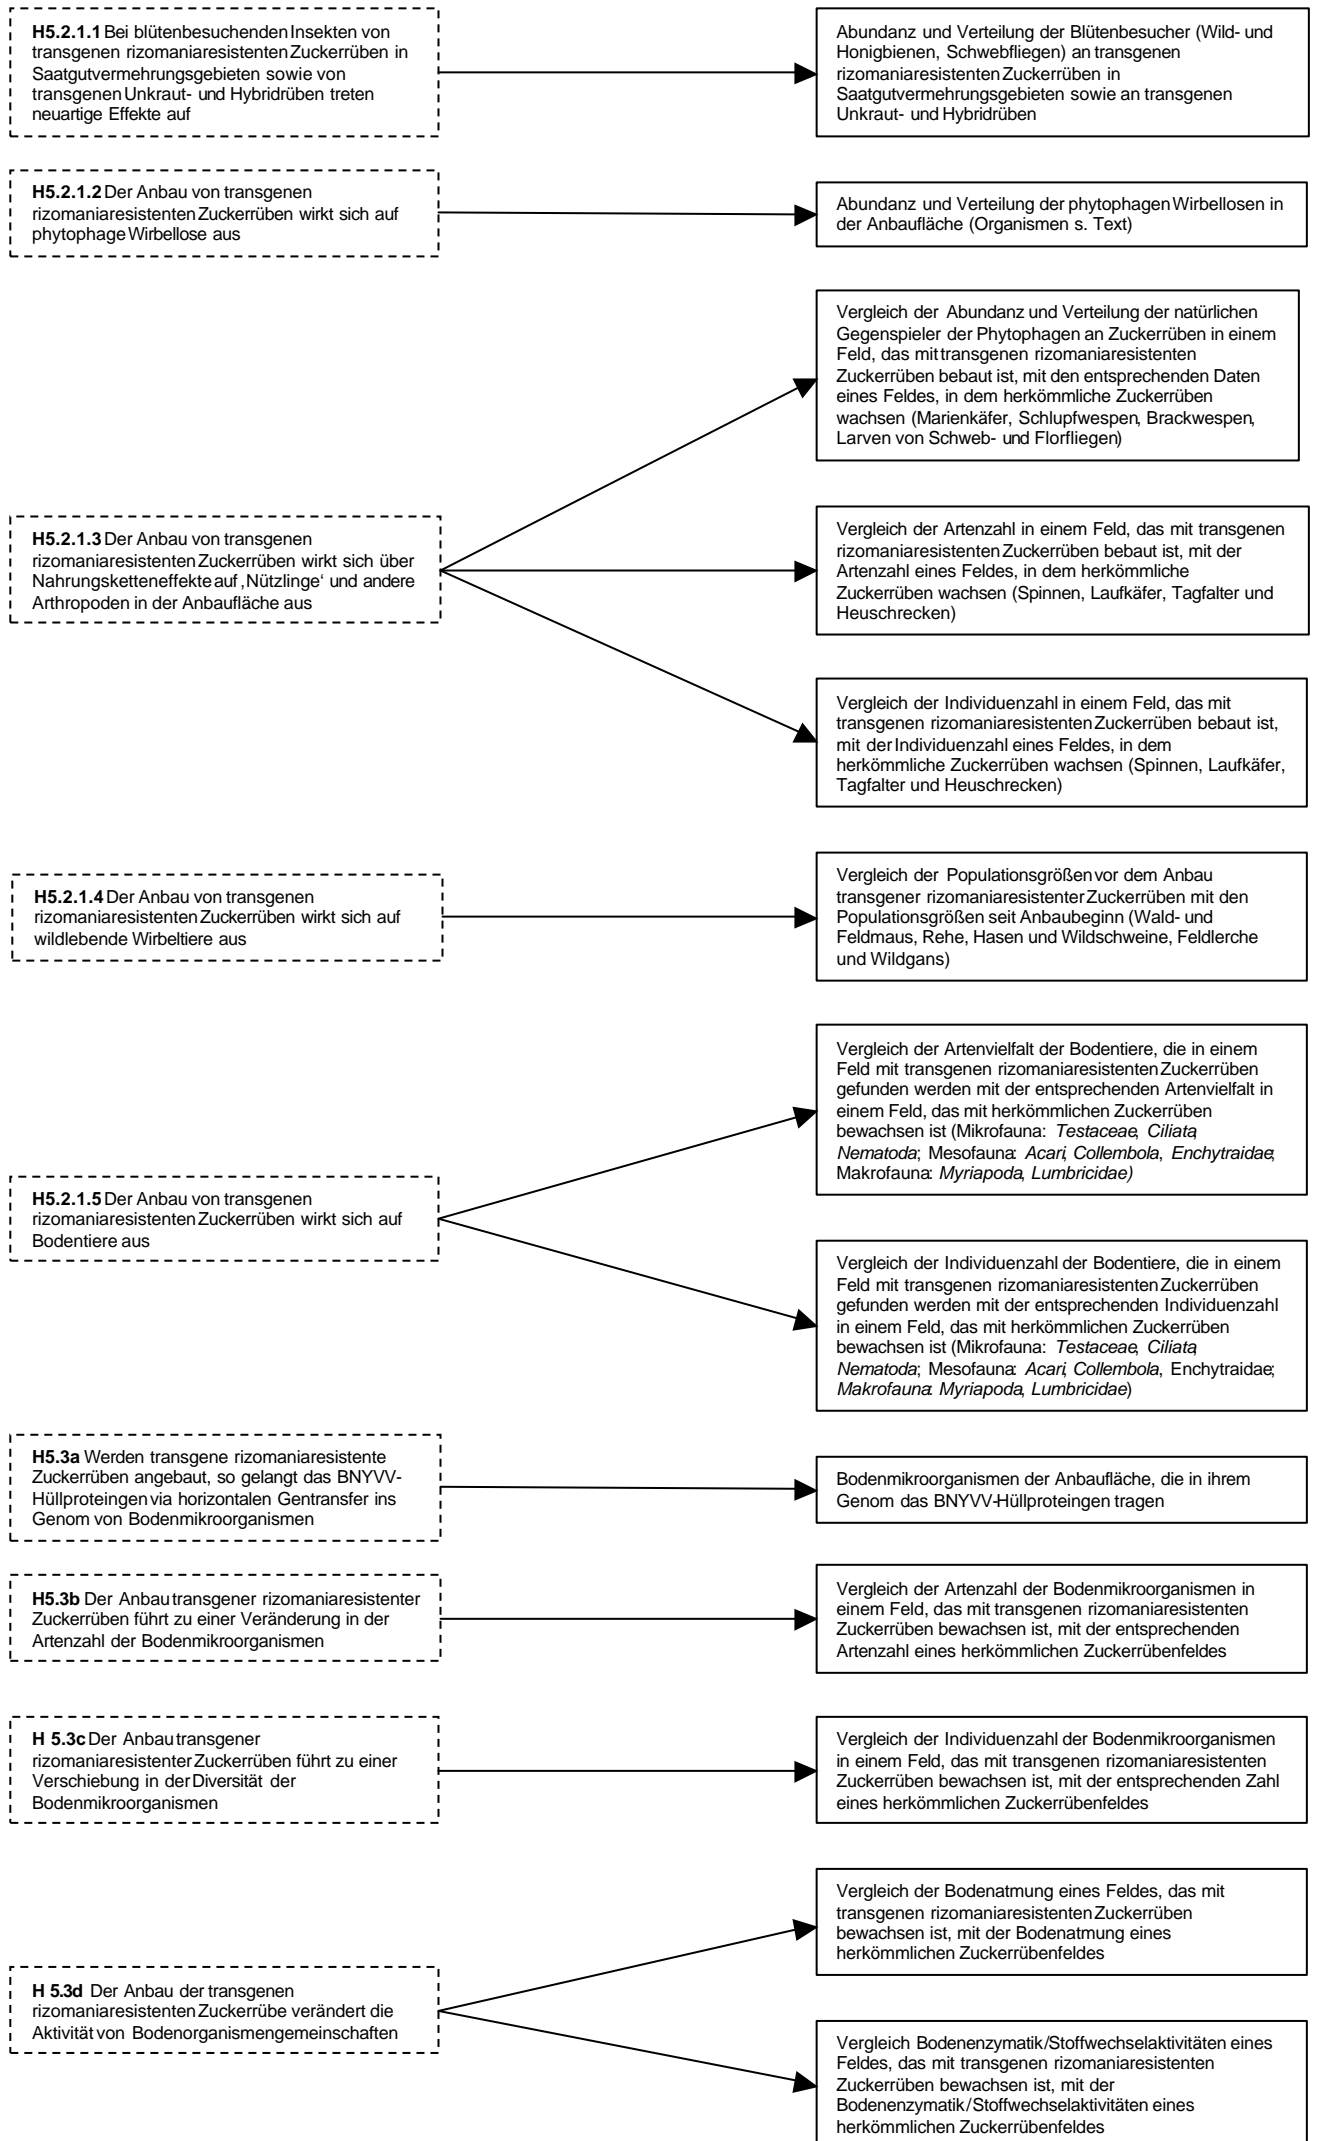 H5.2.1.1 Bei blütenbesuchenden Insekten von
transgenen rizomaniaresistenten Zuckerrüben in
Saatgutvermehrungsgebieten sowie von
transgenen Unkraut- und Hybridrüben treten
neuartige Effekte auf
Abundanz und Verteilung der Blütenbesucher (Wild- und
Honigbienen, Schwebfliegen) an transgenen
rizomaniaresistenten Zuckerrüben in
Saatgutvermehrungsgebieten sowie an transgenen
Unkraut- und Hybridrüben
H5.2.1.2 Der Anbau von transgenen
rizomaniaresistenten Zuckerrüben wirkt sich auf
phytophage Wirbellose aus
Abundanz und Verteilung der phytophagen Wirbellosen in
der Anbaufläche (Organismen s. Text)
H5.2.1.3 Der Anbau von transgenen
rizomaniaresistenten Zuckerrüben wirkt sich über
Nahrungsketteneffekte auf ‚Nützlinge‘ und andere
Arthropoden in der Anbaufläche aus
Vergleich der Abundanz und Verteilung der natürlichen
Gegenspieler der Phytophagen an Zuckerrüben in einem
Feld, das mit transgenen rizomaniaresistenten
Zuckerrüben bebaut ist, mit den entsprechenden Daten
eines Feldes, in dem herkömmliche Zuckerrüben
wachsen (Marienkäfer, Schlupfwespen, Brackwespen,
Larven von Schweb- und Florfliegen)
Vergleich der Artenzahl in einem Feld, das mit transgenen
rizomaniaresistenten Zuckerrüben bebaut ist, mit der
Artenzahl eines Feldes, in dem herkömmliche
Zuckerrüben wachsen (Spinnen, Laufkäfer, Tagfalter und
Heuschrecken)
Vergleich der Individuenzahl in einem Feld, das mit
transgenen rizomaniaresistenten Zuckerrüben bebaut ist,
mit der Individuenzahl eines Feldes, in dem
herkömmliche Zuckerrüben wachsen (Spinnen, Laufkäfer,
Tagfalter und Heuschrecken)
H5.2.1.4 Der Anbau von transgenen
rizomaniaresistenten Zuckerrüben wirkt sich auf
wildlebende Wirbeltiere aus
Vergleich der Populationsgrößen vor dem Anbau
transgener rizomaniaresistenter Zuckerrüben mit den
Populationsgrößen seit Anbaubeginn (Wald- und
Feldmaus, Rehe, Hasen und Wildschweine, Feldlerche
und Wildgans)
H5.2.1.5 Der Anbau von transgenen
rizomaniaresistenten Zuckerrüben wirkt sich auf
Bodentiere aus
Vergleich der Artenvielfalt der Bodentiere, die in einem
Feld mit transgenen rizomaniaresistenten Zuckerrüben
gefunden werden mit der entsprechenden Artenvielfalt in
einem Feld, das mit herkömmlichen Zuckerrüben
bewachsen ist (Mikrofauna: Testaceae, Ciliata,
Nematoda; Mesofauna: Acari, Collembola, Enchytraidae;
Makrofauna: Myriapoda, Lumbricidae)
Vergleich der Individuenzahl der Bodentiere, die in einem
Feld mit transgenen rizomaniaresistenten Zuckerrüben
gefunden werden mit der entsprechenden Individuenzahl
in einem Feld, das mit herkömmlichen Zuckerrüben
bewachsen ist (Mikrofauna: Testaceae, Ciliata,
Nematoda; Mesofauna: Acari, Collembola, Enchytraidae;
Makrofauna: Myriapoda, Lumbricidae)
H5.3a Werden transgene rizomaniaresistente
Zuckerrüben angebaut, so gelangt das BNYVV-
Hüllproteingen via horizontalen Gentransfer ins
Genom von Bodenmikroorganismen
Bodenmikroorganismen der Anbaufläche, die in ihrem
Genom das BNYVV-Hüllproteingen tragen
H5.3b Der Anbau transgener rizomaniaresistenter
Zuckerrüben führt zu einer Veränderung in der
Artenzahl der Bodenmikroorganismen
Vergleich der Artenzahl der Bodenmikroorganismen in
einem Feld, das mit transgenen rizomaniaresistenten
Zuckerrüben bewachsen ist, mit der entsprechenden
Artenzahl eines herkömmlichen Zuckerrübenfeldes
H 5.3c Der Anbau transgener
rizomaniaresistenter Zuckerrüben führt zu einer
Verschiebung in der Diversität der
Bodenmikroorganismen
Vergleich der Individuenzahl der Bodenmikroorganismen
in einem Feld, das mit transgenen rizomaniaresistenten
Zuckerrüben bewachsen ist, mit der entsprechenden Zahl
eines herkömmlichen Zuckerrübenfeldes
H 5.3d Der Anbau der transgenen
rizomaniaresistenten Zuckerrübe verändert die
Aktivität von Bodenorganismengemeinschaften
Vergleich der Bodenatmung eines Feldes, das mit
transgenen rizomaniaresistenten Zuckerrüben
bewachsen ist, mit der Bodenatmung eines
herkömmlichen Zuckerrübenfeldes
Vergleich Bodenenzymatik/Stoffwechselaktivitäten eines
Feldes, das mit transgenen rizomaniaresistenten
Zuckerrüben bewachsen ist, mit der
Bodenenzymatik/Stoffwechselaktivitäten eines
herkömmlichen Zuckerrübenfeldes